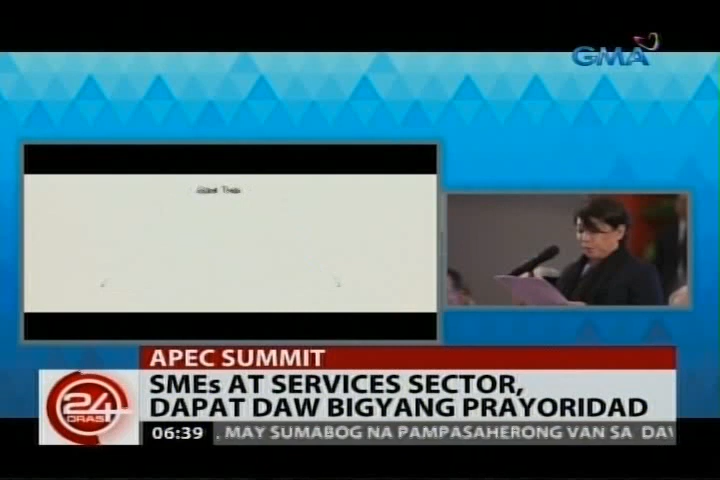 GMA
APEC SUMMIT
SMEs AT SERVICES SECTOR,
DAPAT DAW BIGYANG PRAYORIDAD
24
ORAS
06:39
. MAY SUMABOG NA PAMPASAHERONG VAN SA DAV